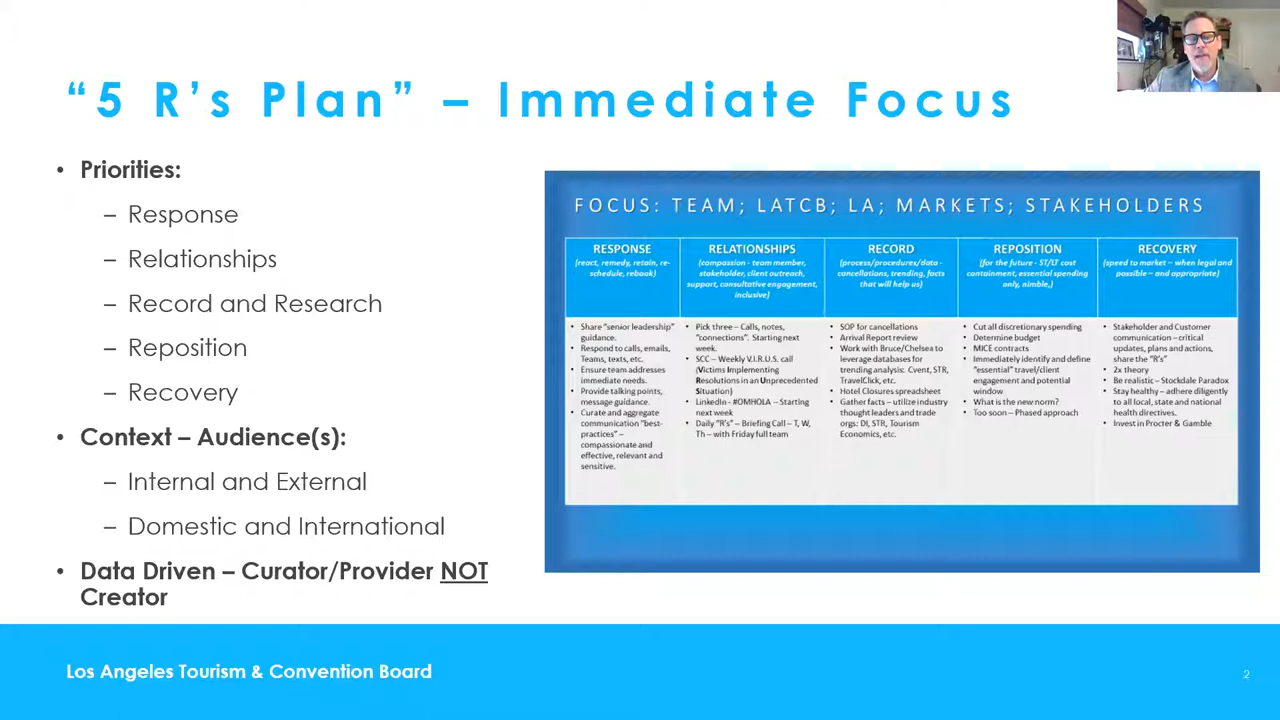 “5 R’s Plan” – Immediate Focus
• Priorities:
– Response
– Relationships
– Record and Research
– Reposition
– Recovery
• Context – Audience(s):
– Internal and External
– Domestic and International
• Data Driven – Curator/Provider NOT
Creator
FOCUS: TEAM; LATCB; LA; MARKETS; STAKEHOLDERS
RESPONSE
(react, remedy, retain, re-
schedule, rebook)
• Share “senior leadership”
guidance.
• Respond to calls, emails,
Teams, texts, etc.
• Ensure team addresses
immediate needs.
• Provide talking points,
message guidance.
• Curate and aggregate
communication “best-
practices” –
compassionate and
effective, relevant and
sensitive.
RELATIONSHIPS
(compassion - team member,
stakeholder, client outreach,
support, consultative engagement,
inclusive)
• Pick three – Calls, notes,
“connections”. Starting next
week.
• SCC – Weekly V.I.R.U.S. call
(Victims Implementing
Resolutions in an Unprecedented
Situation)
• LinkedIn - #OMHOLA – Starting
next week
• Daily “R’s” – Briefing Call – T, W,
Th – with Friday full team
RECORD
(process/procedures/data -
cancellations, trending, facts
that will help us)
• SOP for cancellations
• Arrival Report review
• Work with Bruce/Chelsea to
leverage databases for
trending analysis: Cvent, STR,
TravelClick, etc.
• Hotel Closures spreadsheet
• Gather facts – utilize industry
thought leaders and trade
orgs: DI, STR, Tourism
Economics, etc.
REPOSITION
(for the future - ST/LT cost
containment, essential spending
only, nimble,)
• Cut all discretionary spending
• Determine budget
• MICE contracts
• Immediately identify and define
“essential” travel/client
engagement and potential
window
• What is the new norm?
• Too soon – Phased approach
RECOVERY
(speed to market – when legal and
possible – and appropriate)
• Stakeholder and Customer
communication – critical
updates, plans and actions,
share the “R’s”
• 2x theory
• Be realistic – Stockdale Paradox
• Stay healthy – adhere diligently
to all local, state and national
health directives.
• Invest in Procter & Gamble
Los Angeles Tourism & Convention Board
2